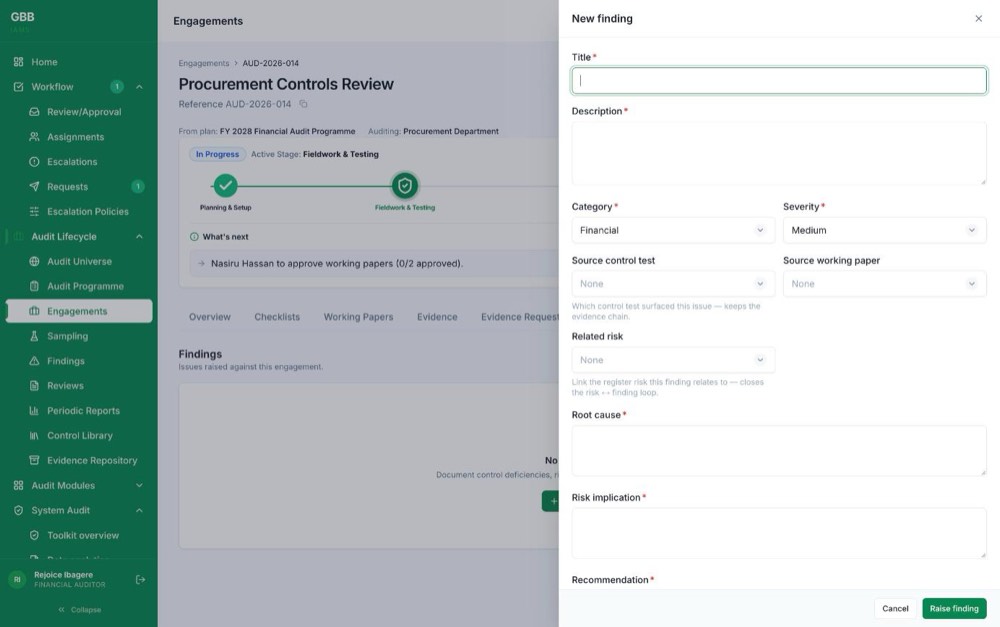 GBB
Home
Workflow 1
Review/Approval
Assignments
Escalations
Requests 1
Escalation Policies
Audit Lifecycle
Audit Universe
Audit Programme
Engagements
Sampling
Findings
Reviews
Periodic Reports
Control Library
Evidence Repository
Audit Modules
System Audit
Toolkit overview
RI
Rejoice Ibagere
FINANCIAL AUDITOR
« Collapse
Engagements
Engagements > AUD-2026-014
Procurement Controls Review
Reference AUD-2026-014
From plan: FY 2028 Financial Audit Programme Auditing: Procurement Department
In Progress Active Stage: Fieldwork & Testing
Planning & Setup Fieldwork & Testing
What's next
→ Nasiru Hassan to approve working papers (0/2 approved).
Overview Checklists Working Papers Evidence Evidence Request
Findings
Issues raised against this engagement.
No
Document control deficiencies,
+
New finding
Title *
Description *
Category * Severity *
Financial Medium
Source control test Source working paper
None None
Which control test surfaced this issue — keeps the
evidence chain.
Related risk
None
Link the register risk this finding relates to — closes
the risk ↔ finding loop.
Root cause *
Risk implication *
Recommendation *
Cancel Raise finding